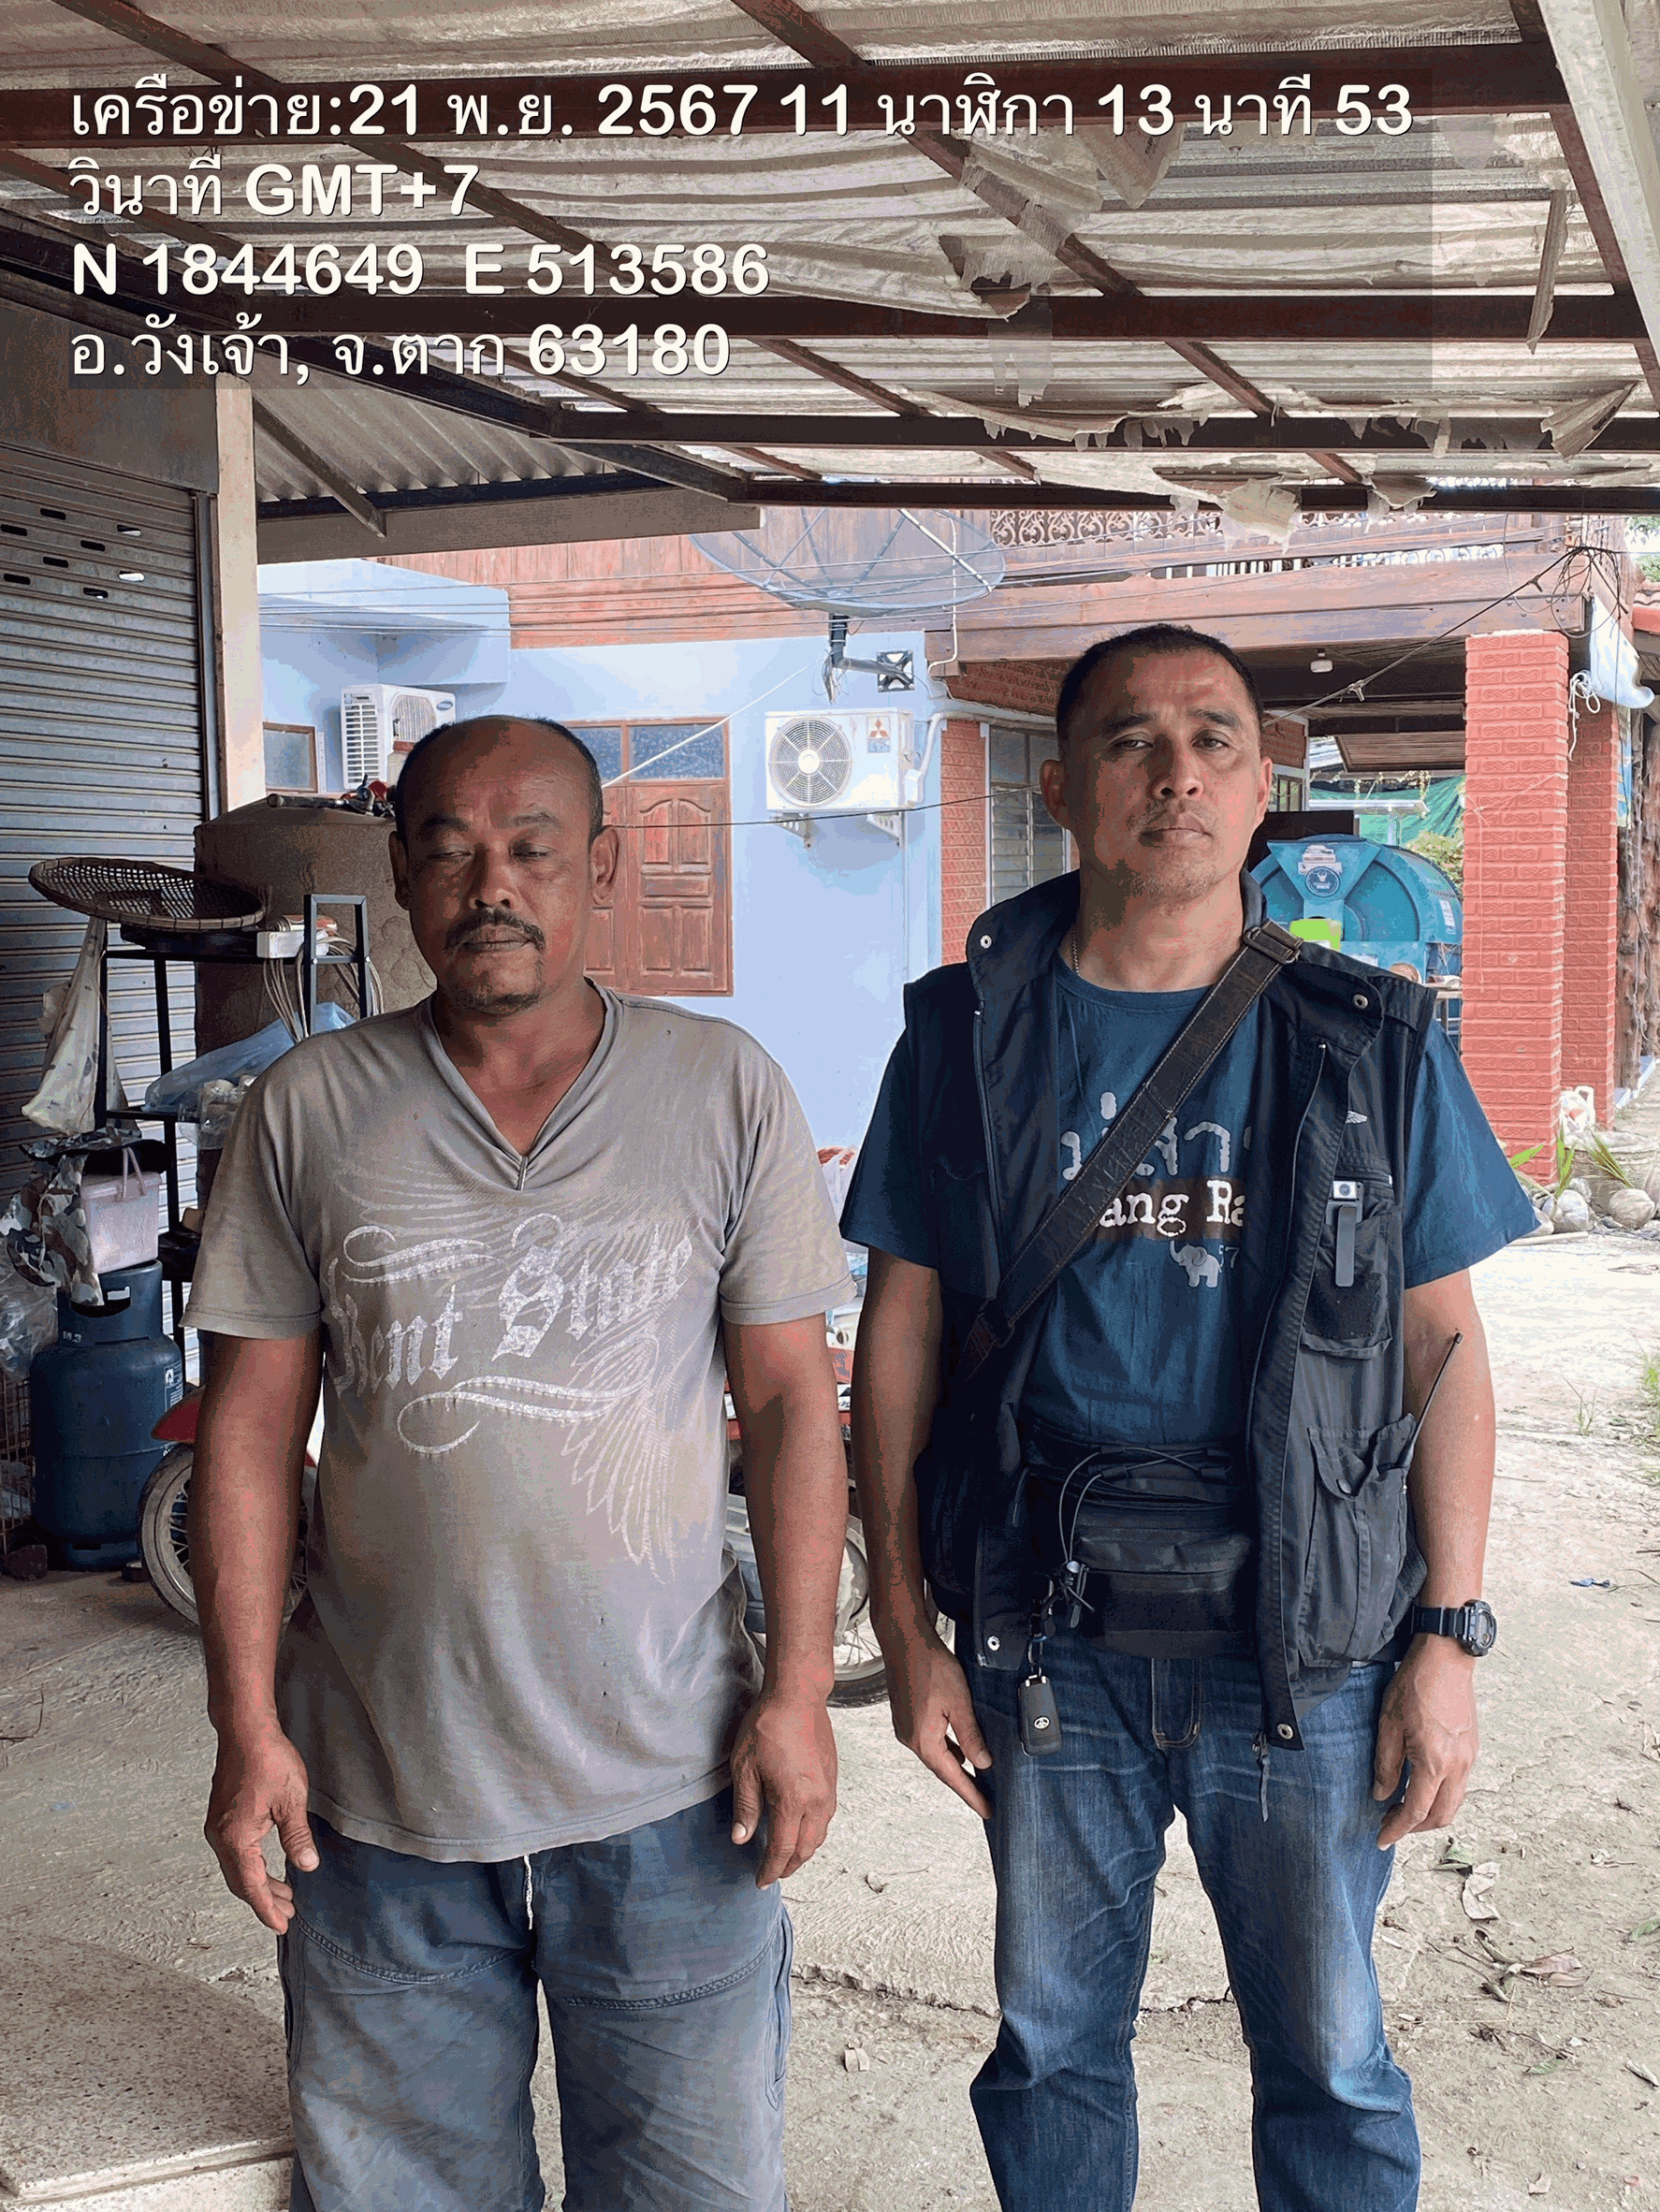 เครือข่าย:21 พ.ย. 2567 11 นาฬิกา 13 นาที 53
วินาที GMT+7
N 1844649 E 513586
อ.วังเจ้า, จ.ตาก 63180
ang Ra